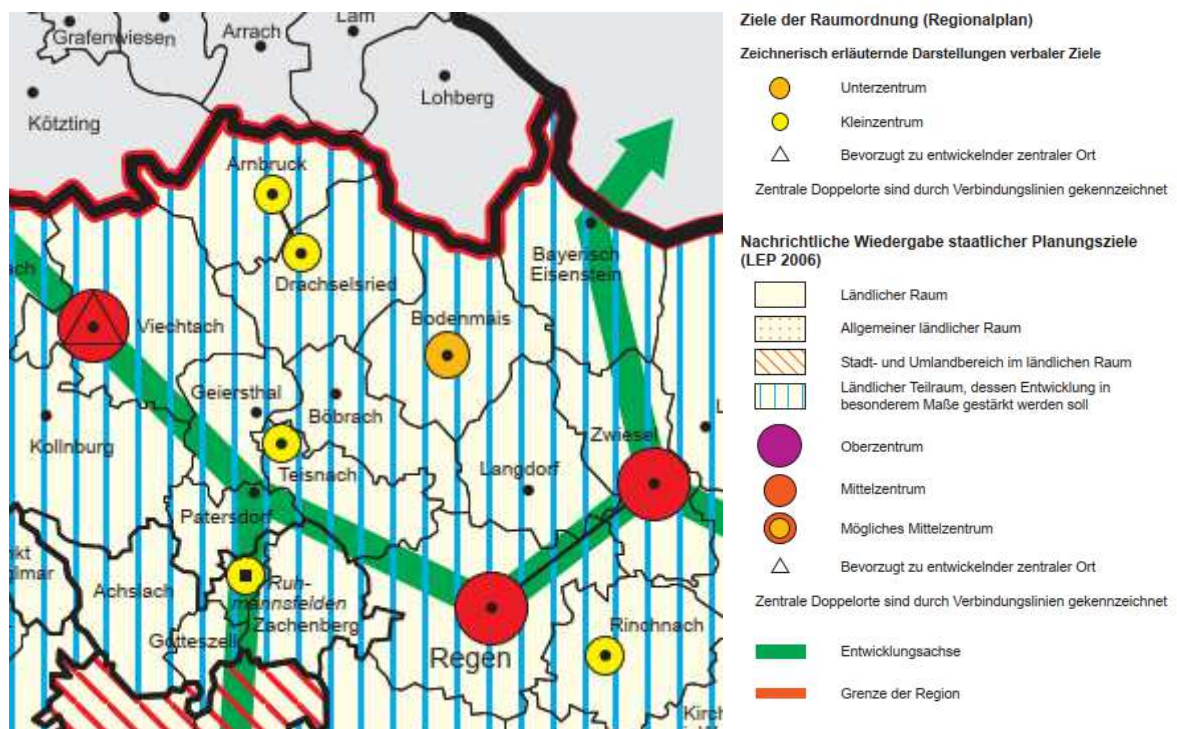 Grafenwiesen
Arrach
Lam
Lohberg
Kötzting
Arnbruck
Bayerisch
Eisenstein
Drachselsried
Viechtach
Bodenmais
Geiersthal
Böbrach
Zwiesel
Kollnburg
Teisnach
Langdorf
Patersdorf
Achslach
Ruh-
mannsfelden
Zachenberg
Gotteszell
Regen
Rinchnach
Kirch
Ziele der Raumordnung (Regionalplan)
Zeichnerisch erläuternde Darstellungen verbaler Ziele
Unterzentrum
Kleinzentrum
Bevorzugt zu entwickelnder zentraler Ort
Zentrale Doppelorte sind durch Verbindungslinien gekennzeichnet
Nachrichtliche Wiedergabe staatlicher Planungsziele
(LEP 2006)
Ländlicher Raum
Allgemeiner ländlicher Raum
Stadt- und Umlandbereich im ländlichen Raum
Ländlicher Teilraum, dessen Entwicklung in
besonderem Maße gestärkt werden soll
Oberzentrum
Mittelzentrum
Mögliches Mittelzentrum
Bevorzugt zu entwickelnder zentraler Ort
Zentrale Doppelorte sind durch Verbindungslinien gekennzeichnet
Entwicklungsachse
Grenze der Region